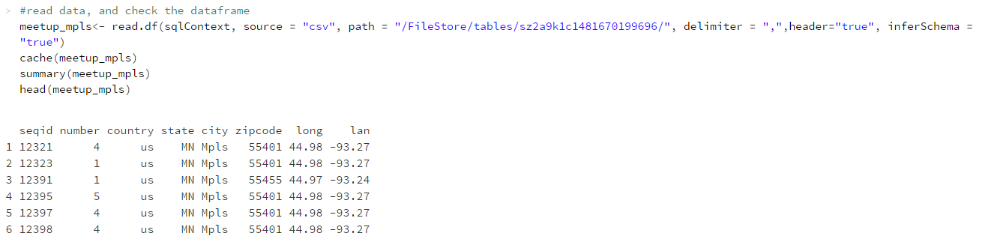 > #read data, and check the dataframe
meetup_mpls<- read.df(sqlContext, source = "csv", path = "/FileStore/tables/sz2a9k1c1481670199696/", delimiter = ",",header="true", inferSchema =
"true")
cache(meetup_mpls)
summary(meetup_mpls)
head(meetup_mpls)
seqid number country state city zipcode long lan
1 12321 4 us MN Mpls 55401 44.98 -93.27
2 12323 1 us MN Mpls 55401 44.98 -93.27
3 12391 1 us MN Mpls 55455 44.97 -93.24
4 12395 5 us MN Mpls 55401 44.98 -93.27
5 12397 4 us MN Mpls 55401 44.98 -93.27
6 12398 4 us MN Mpls 55401 44.98 -93.27